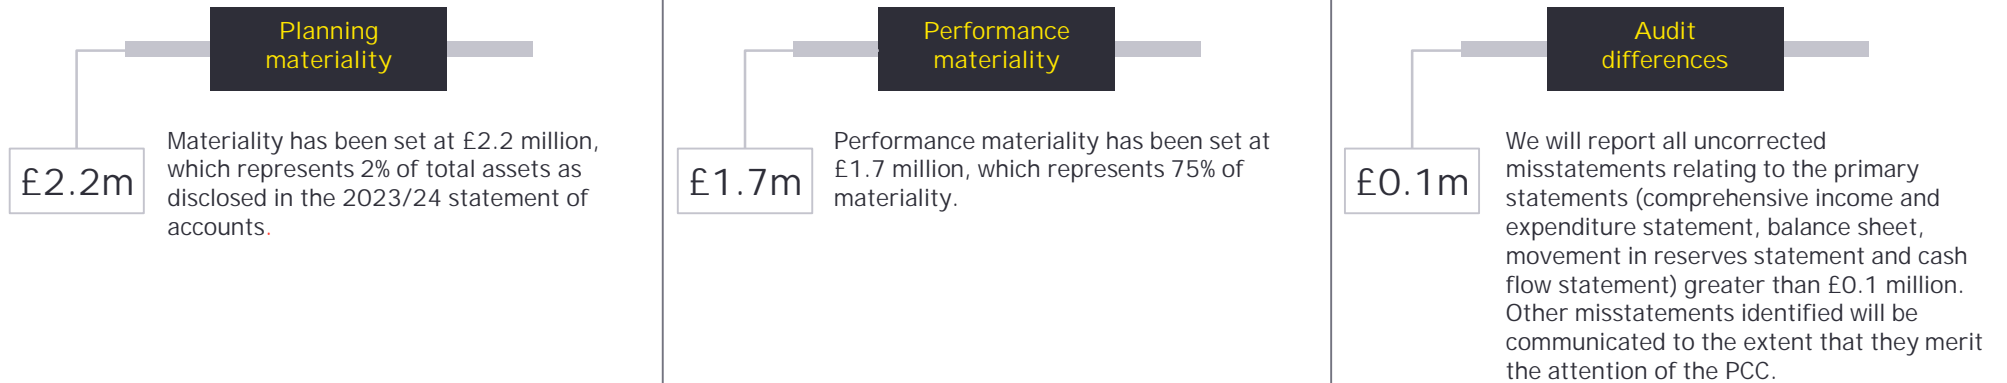 Planning
materiality
£2.2m
Materiality has been set at £2.2 million,
which represents 2% of total assets as
disclosed in the 2023/24 statement of
accounts.
Performance
materiality
£1.7m
Performance materiality has been set at
£1.7 million, which represents 75% of
materiality.
Audit
differences
£0.1m
We will report all uncorrected
misstatements relating to the primary
statements (comprehensive income and
expenditure statement, balance sheet,
movement in reserves statement and cash
flow statement) greater than £0.1 million.
Other misstatements identified will be
communicated to the extent that they merit
the attention of the PCC.